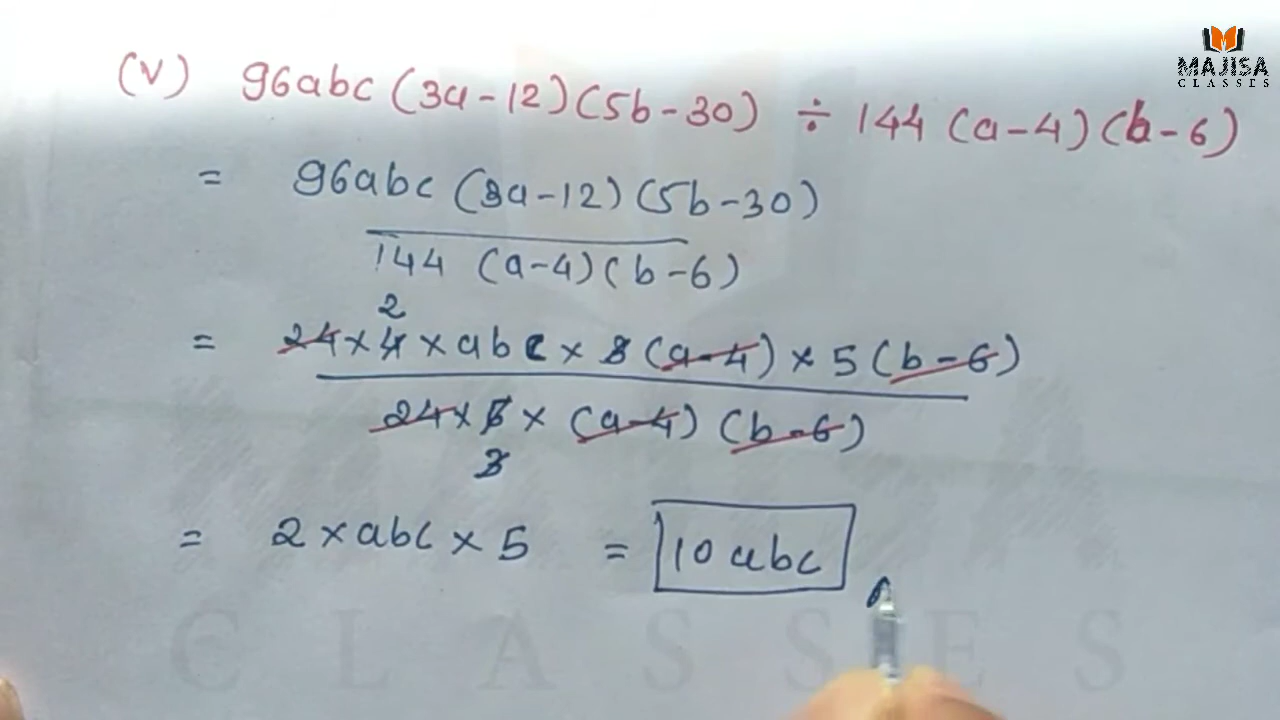 MAJISA
CLASSES
(v) 96abc (3a-12)(5b-30) ÷ 144 (a-4)(b-6)
= 96abc (3a-12)(5b-30)
144 (a-4)(b-6)
2
= 24×4×abc×3(a-4)×5(b-6)
24×6×(a-4)(b-6)
3
= 2×abc×5 = 10abc
CLASSES